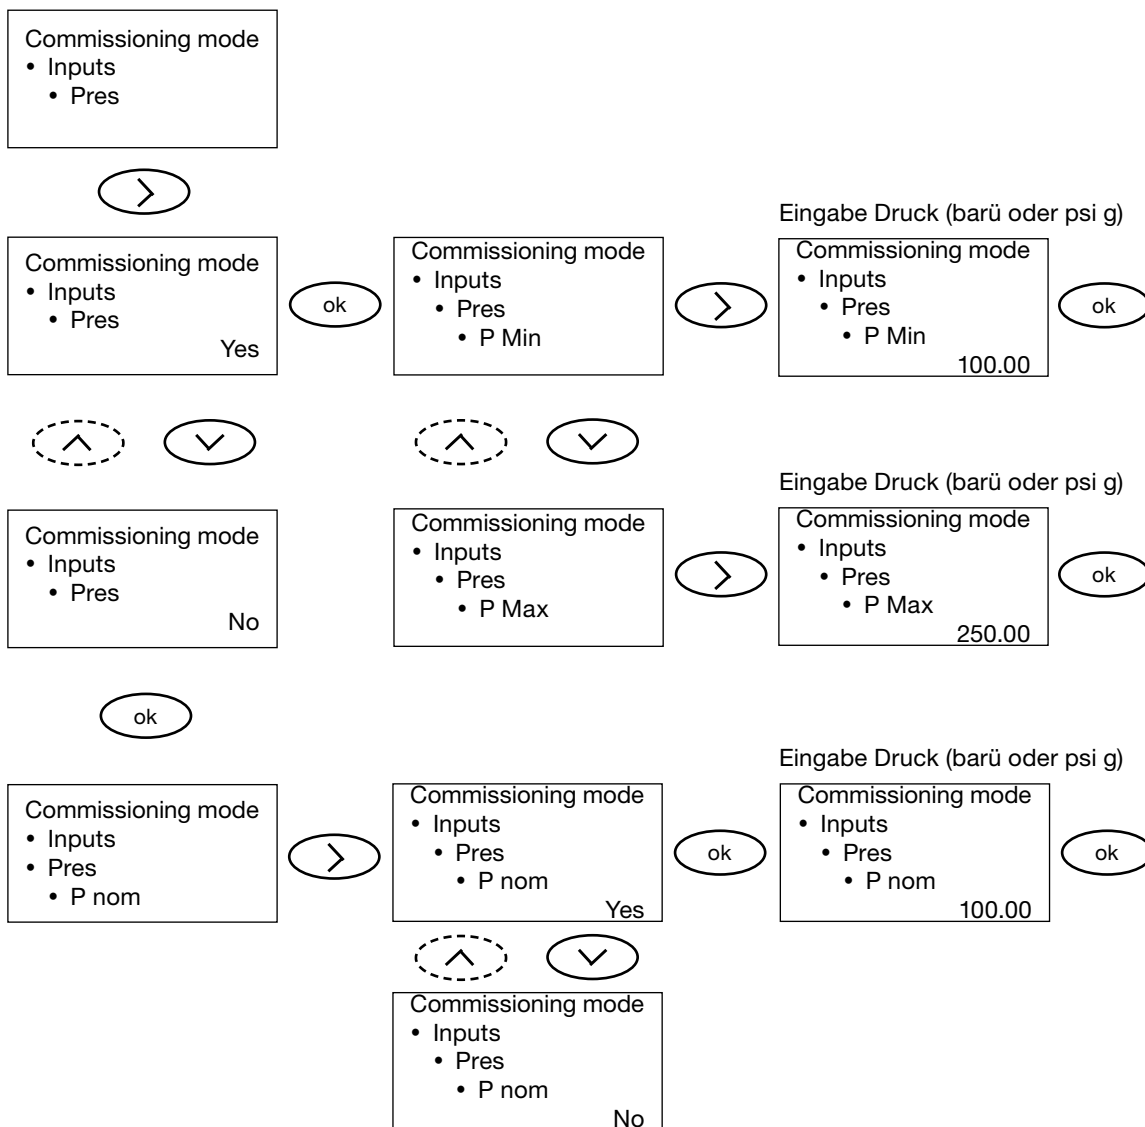 Commissioning mode
• Inputs
• Pres
Eingabe Druck (barü oder psi g)
Commissioning mode
• Inputs
• Pres
Yes
ok
Commissioning mode
• Inputs
• Pres
• P Min
Commissioning mode
• Inputs
• Pres
• P Min
100.00
ok
Eingabe Druck (barü oder psi g)
Commissioning mode
• Inputs
• Pres
No
Commissioning mode
• Inputs
• Pres
• P Max
Commissioning mode
• Inputs
• Pres
• P Max
250.00
ok
ok
Eingabe Druck (barü oder psi g)
Commissioning mode
• Inputs
• Pres
• P nom
Commissioning mode
• Inputs
• Pres
• P nom
Yes
ok
Commissioning mode
• Inputs
• Pres
• P nom
100.00
ok
Commissioning mode
• Inputs
• Pres
• P nom
No